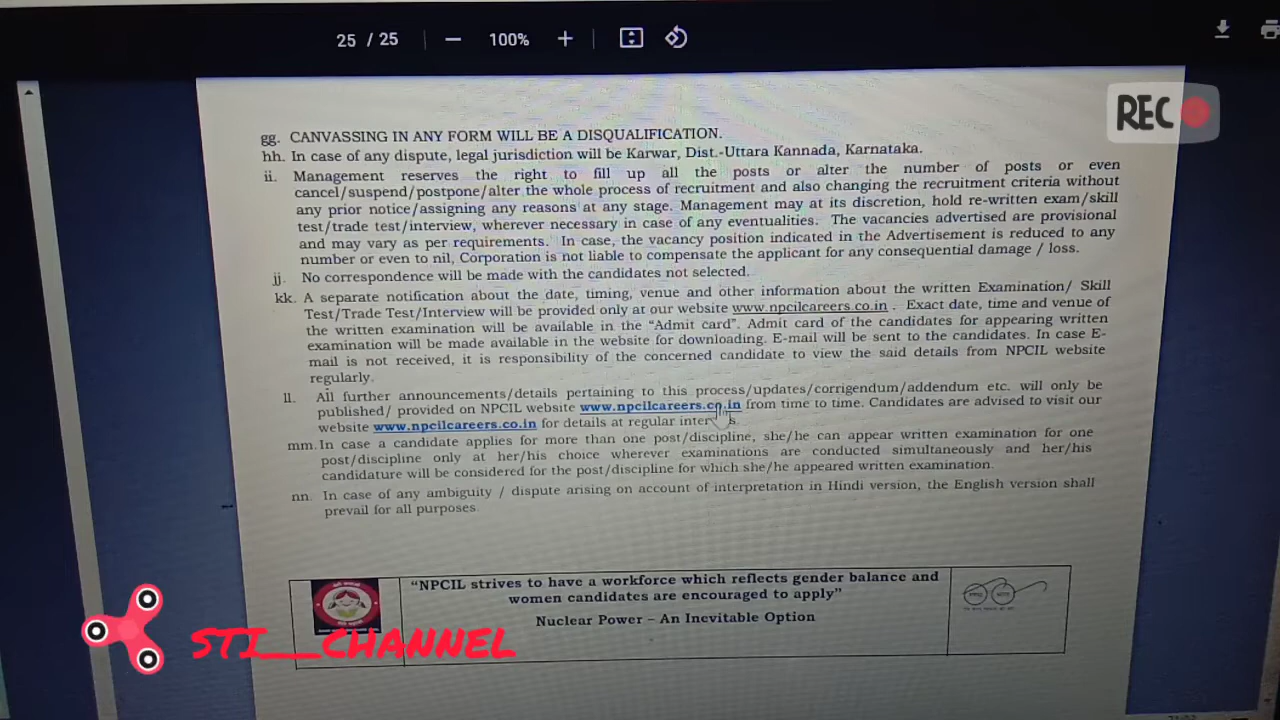 25 / 25
100%
REC
gg. CANVASSING IN ANY FORM WILL BE A DISQUALIFICATION.
hh. In case of any dispute, legal jurisdiction will be Karwar, Dist.-Uttara Kannada, Karnataka.
ii. Management reserves the right to fill up all the posts or alter the number of posts or even
cancel/suspend/postpone/alter the whole process of recruitment and also changing the recruitment criteria without
any prior notice/assigning any reasons at any stage. Management may at its discretion, hold re-written exam/skill
test/trade test/interview, wherever necessary in case of any eventualities. The vacancies advertised are provisional
and may vary as per requirements. In case, the vacancy position indicated in the Advertisement is reduced to any
number or even to nil, Corporation is not liable to compensate the applicant for any consequential damage / loss.
jj. No correspondence will be made with the candidates not selected.
kk. A separate notification about the date, timing, venue and other information about the written Examination/ Skill
Test/Trade Test/Interview will be provided only at our website www.npcilcareers.co.in . Exact date, time and venue of
the written examination will be available in the “Admit card”. Admit card of the candidates for appearing written
examination will be made available in the website for downloading. E-mail will be sent to the candidates. In case E-
mail is not received, it is responsibility of the concerned candidate to view the said details from NPCIL website
regularly.
ll. All further announcements/details pertaining to this process/updates/corrigendum/addendum etc. will only be
published/ provided on NPCIL website www.npcilcareers.co.in from time to time. Candidates are advised to visit our
website www.npcilcareers.co.in for details at regular intervals.
mm. In case a candidate applies for more than one post/discipline, she/he can appear written examination for one
post/discipline only at her/his choice wherever examinations are conducted simultaneously and her/his
candidature will be considered for the post/discipline for which she/he appeared written examination.
nn. In case of any ambiguity / dispute arising on account of interpretation in Hindi version, the English version shall
prevail for all purposes.
“NPCIL strives to have a workforce which reflects gender balance and
women candidates are encouraged to apply”
Nuclear Power – An Inevitable Option
STI__CHANNEL